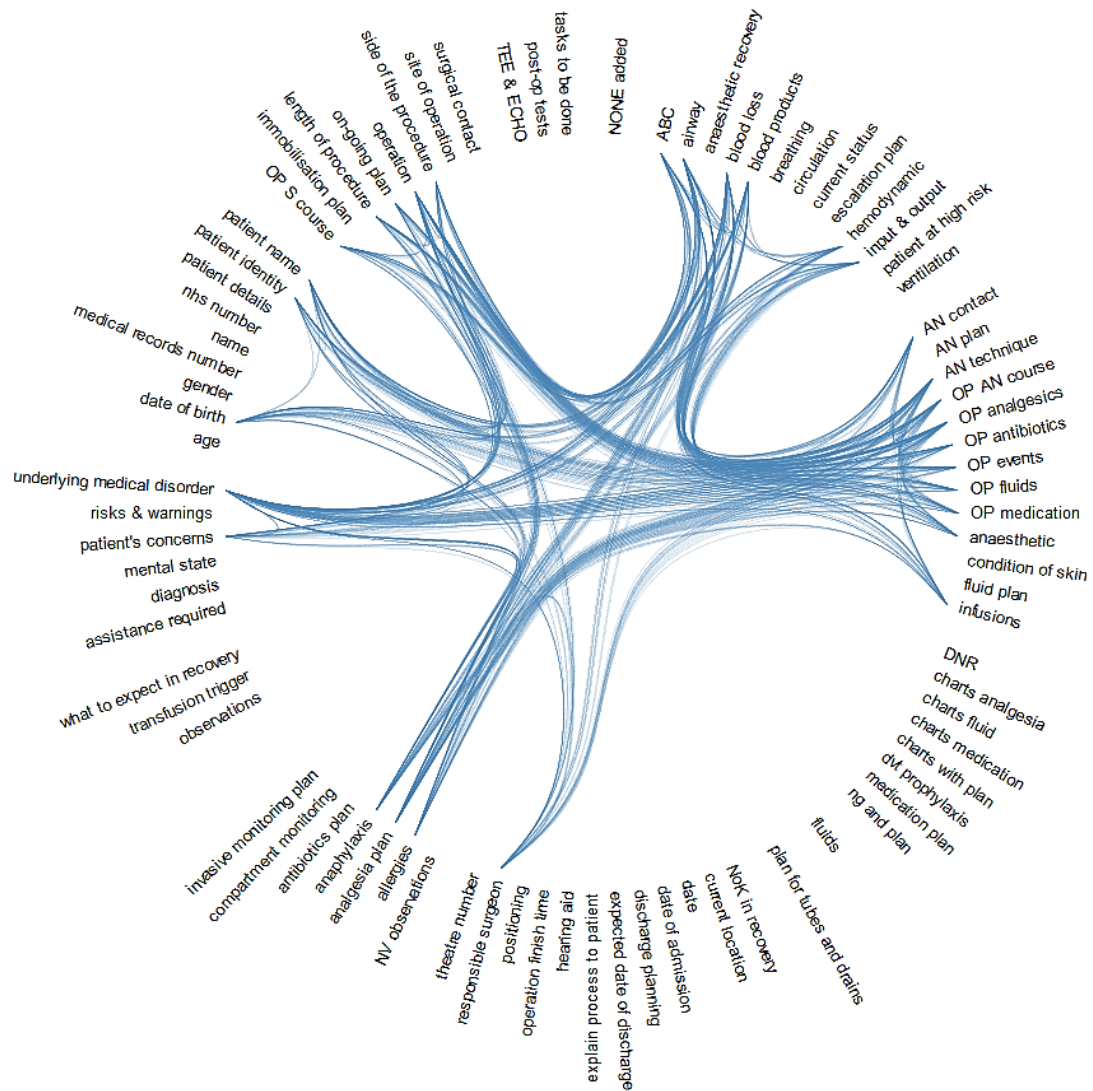 tasks to be done
post-op tests
TEE & ECHO
surgical contact
site of operation
side of the procedure
operation
on-going plan
length of procedure
immobilisation plan
OP S course
patient name
patient identity
patient details
nhs number
name
medical records number
gender
date of birth
age
underlying medical disorder
risks & warnings
patient's concerns
mental state
diagnosis
assistance required
what to expect in recovery
transfusion trigger
observations
invasive monitoring plan
compartment monitoring
antibiotics plan
anaphylaxis
analgesia plan
allergies
NV observations
theatre number
responsible surgeon
positioning
operation finish time
hearing aid
explain process to patient
expected date of discharge
discharge planning
date of admission
date
current location
NoK in recovery
plan for tubes and drains
fluids
ng and plan
medication plan
dvt prophylaxis
charts with plan
charts medication
charts fluid
charts analgesia
DNR
infusions
fluid plan
condition of skin
anaesthetic
OP medication
OP fluids
OP events
OP antibiotics
OP analgesics
OP AN course
AN technique
AN plan
AN contact
ventilation
patient at high risk
input & output
hemodynamic
escalation plan
current status
circulation
breathing
blood products
blood loss
anaesthetic recovery
airway
ABC
NONE added